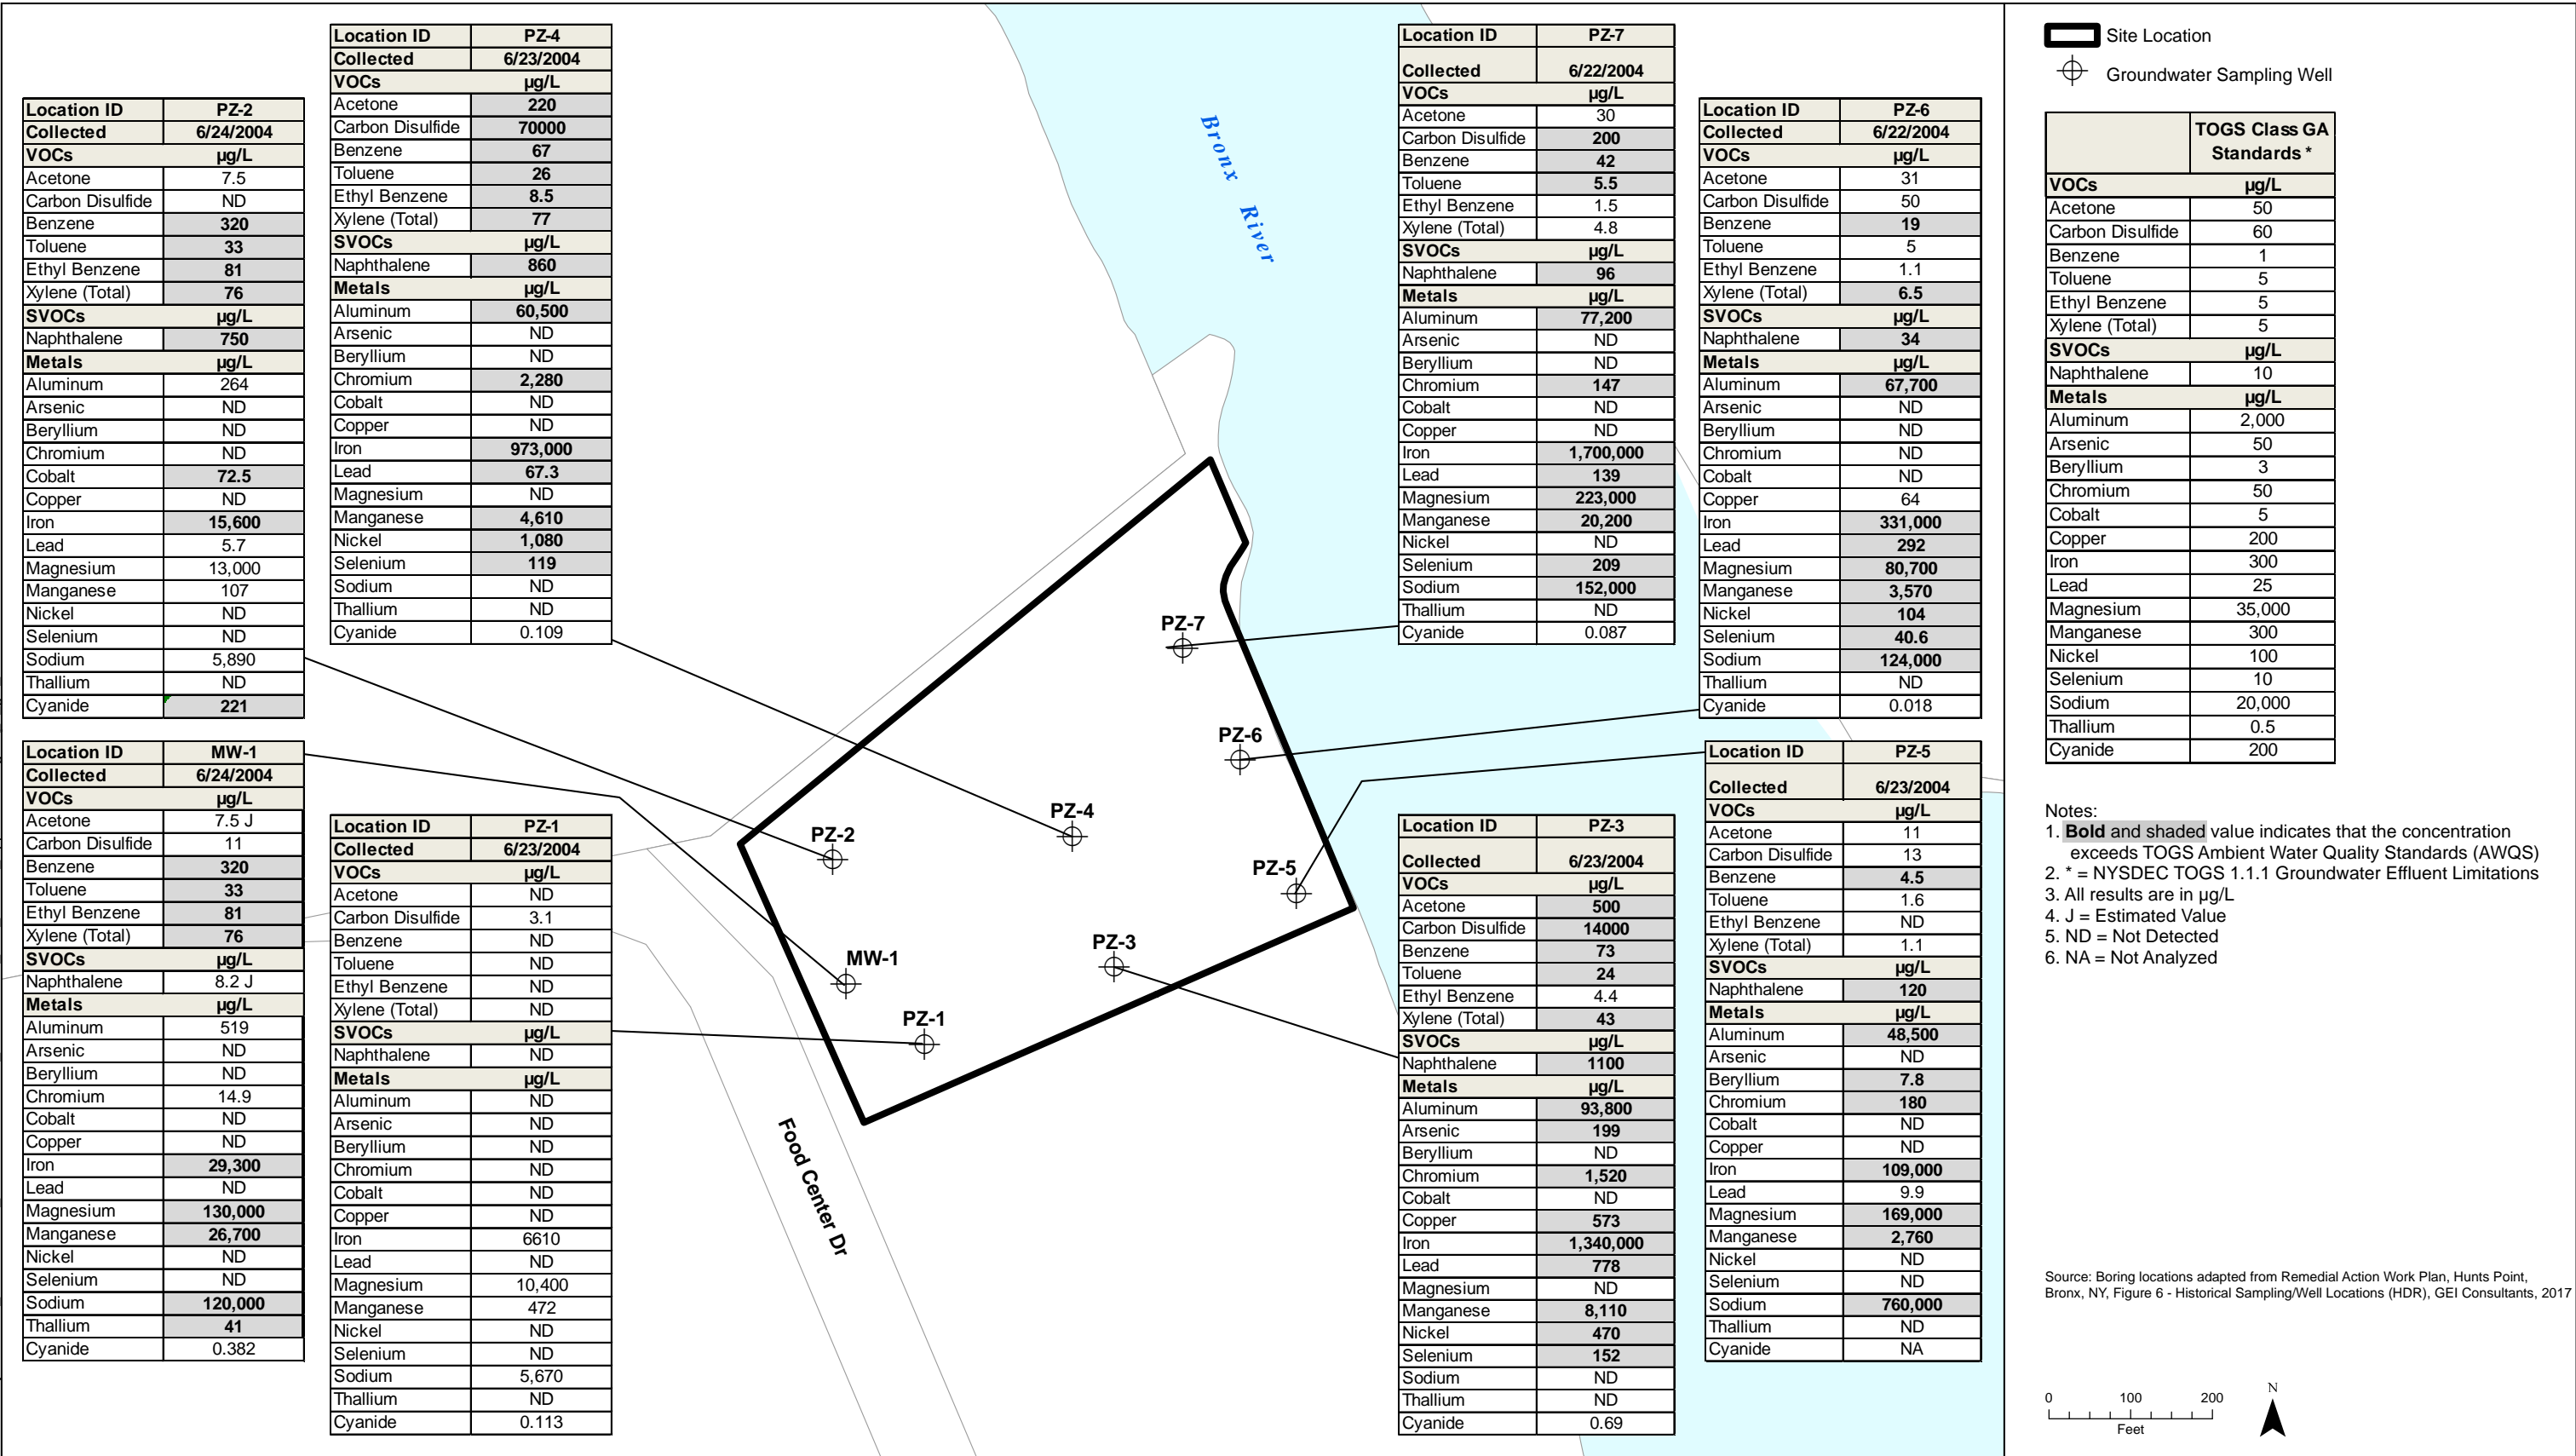 Location ID PZ-2
Collected 6/24/2004
VOCs µg/L
Acetone 7.5
Carbon Disulfide ND
Benzene 320
Toluene 33
Ethyl Benzene 81
Xylene (Total) 76
SVOCs µg/L
Naphthalene 750
Metals µg/L
Aluminum 264
Arsenic ND
Beryllium ND
Chromium ND
Cobalt 72.5
Copper ND
Iron 15,600
Lead 5.7
Magnesium 13,000
Manganese 107
Nickel ND
Selenium ND
Sodium 5,890
Thallium ND
Cyanide 221
Location ID PZ-4
Collected 6/23/2004
VOCs µg/L
Acetone 220
Carbon Disulfide 70000
Benzene 67
Toluene 26
Ethyl Benzene 8.5
Xylene (Total) 77
SVOCs µg/L
Naphthalene 860
Metals µg/L
Aluminum 60,500
Arsenic ND
Beryllium ND
Chromium 2,280
Cobalt ND
Copper ND
Iron 973,000
Lead 67.3
Magnesium ND
Manganese 4,610
Nickel 1,080
Selenium 119
Sodium ND
Thallium ND
Cyanide 0.109
Location ID MW-1
Collected 6/24/2004
VOCs µg/L
Acetone 7.5 J
Carbon Disulfide 11
Benzene 320
Toluene 33
Ethyl Benzene 81
Xylene (Total) 76
SVOCs µg/L
Naphthalene 8.2 J
Metals µg/L
Aluminum 519
Arsenic ND
Beryllium ND
Chromium 14.9
Cobalt ND
Copper ND
Iron 29,300
Lead ND
Magnesium 130,000
Manganese 26,700
Nickel ND
Selenium ND
Sodium 120,000
Thallium 41
Cyanide 0.382
Location ID PZ-1
Collected 6/23/2004
VOCs µg/L
Acetone ND
Carbon Disulfide 3.1
Benzene ND
Toluene ND
Ethyl Benzene ND
Xylene (Total) ND
SVOCs µg/L
Naphthalene ND
Metals µg/L
Aluminum ND
Arsenic ND
Beryllium ND
Chromium ND
Cobalt ND
Copper ND
Iron 6610
Lead ND
Magnesium 10,400
Manganese 472
Nickel ND
Selenium ND
Sodium 5,670
Thallium ND
Cyanide 0.113
Bronx River
PZ-7
PZ-6
PZ-4
PZ-2
PZ-5
PZ-3
MW-1
PZ-1
Food Center Dr
Location ID PZ-7
Collected 6/22/2004
VOCs µg/L
Acetone 30
Carbon Disulfide 200
Benzene 42
Toluene 5.5
Ethyl Benzene 1.5
Xylene (Total) 4.8
SVOCs µg/L
Naphthalene 96
Metals µg/L
Aluminum 77,200
Arsenic ND
Beryllium ND
Chromium 147
Cobalt ND
Copper ND
Iron 1,700,000
Lead 139
Magnesium 223,000
Manganese 20,200
Nickel ND
Selenium 209
Sodium 152,000
Thallium ND
Cyanide 0.087
Location ID PZ-6
Collected 6/22/2004
VOCs µg/L
Acetone 31
Carbon Disulfide 50
Benzene 19
Toluene 5
Ethyl Benzene 1.1
Xylene (Total) 6.5
SVOCs µg/L
Naphthalene 34
Metals µg/L
Aluminum 67,700
Arsenic ND
Beryllium ND
Chromium ND
Cobalt ND
Copper 64
Iron 331,000
Lead 292
Magnesium 80,700
Manganese 3,570
Nickel 104
Selenium 40.6
Sodium 124,000
Thallium ND
Cyanide 0.018
Location ID PZ-3
Collected 6/23/2004
VOCs µg/L
Acetone 500
Carbon Disulfide 14000
Benzene 73
Toluene 24
Ethyl Benzene 4.4
Xylene (Total) 43
SVOCs µg/L
Naphthalene 1100
Metals µg/L
Aluminum 93,800
Arsenic 199
Beryllium ND
Chromium 1,520
Cobalt ND
Copper 573
Iron 1,340,000
Lead 778
Magnesium ND
Manganese 8,110
Nickel 470
Selenium 152
Sodium ND
Thallium ND
Cyanide 0.69
Location ID PZ-5
Collected 6/23/2004
VOCs µg/L
Acetone 11
Carbon Disulfide 13
Benzene 4.5
Toluene 1.6
Ethyl Benzene ND
Xylene (Total) 1.1
SVOCs µg/L
Naphthalene 120
Metals µg/L
Aluminum 48,500
Arsenic ND
Beryllium 7.8
Chromium 180
Cobalt ND
Copper ND
Iron 109,000
Lead 9.9
Magnesium 169,000
Manganese 2,760
Nickel ND
Selenium ND
Sodium 760,000
Thallium ND
Cyanide NA
Site Location
Groundwater Sampling Well
TOGS Class GA
Standards *
VOCs µg/L
Acetone 50
Carbon Disulfide 60
Benzene 1
Toluene 5
Ethyl Benzene 5
Xylene (Total) 5
SVOCs µg/L
Naphthalene 10
Metals µg/L
Aluminum 2,000
Arsenic 50
Beryllium 3
Chromium 50
Cobalt 5
Copper 200
Iron 300
Lead 25
Magnesium 35,000
Manganese 300
Nickel 100
Selenium 10
Sodium 20,000
Thallium 0.5
Cyanide 200
Notes:
1. Bold and shaded value indicates that the concentration
exceeds TOGS Ambient Water Quality Standards (AWQS)
2. * = NYSDEC TOGS 1.1.1 Groundwater Effluent Limitations
3. All results are in µg/L
4. J = Estimated Value
5. ND = Not Detected
6. NA = Not Analyzed
Source: Boring locations adapted from Remedial Action Work Plan, Hunts Point,
Bronx, NY, Figure 6 - Historical Sampling/Well Locations (HDR), GEI Consultants, 2017
0 100 200
Feet
N